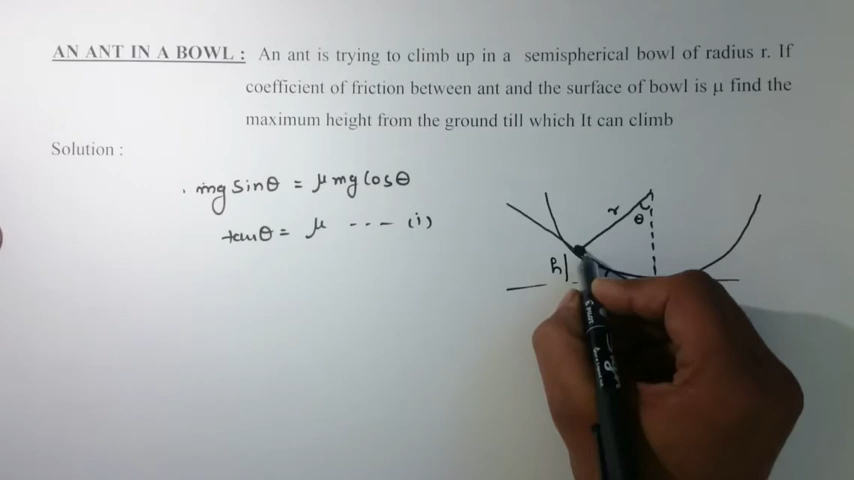 AN ANT IN A BOWL : An ant is trying to climb up in a semispherical bowl of radius r. If
coefficient of friction between ant and the surface of bowl is μ find the
maximum height from the ground till which It can climb
Solution :
mg sinθ = μmg cosθ
tanθ = μ --- (i)
r
θ
h
PILOT